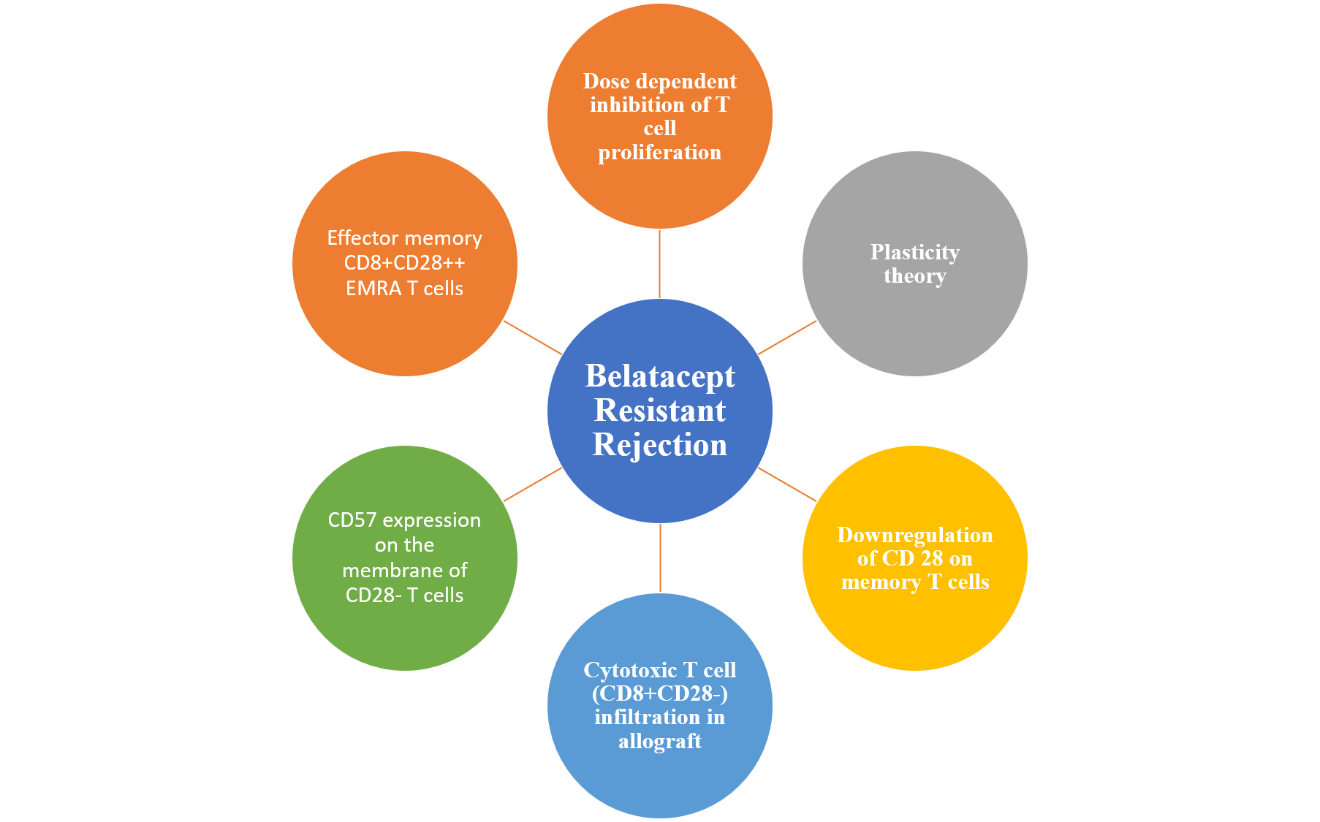 Dose dependent
inhibition of T
cell
proliferation
Effector memory
CD8+CD28++
EMRA T cells
Plasticity
theory
Belatacept
Resistant
Rejection
CD57 expression
on the
membrane of
CD28- T cells
Downregulation
of CD 28 on
memory T cells
Cytotoxic T cell
(CD8+CD28-)
infiltration in
allograft